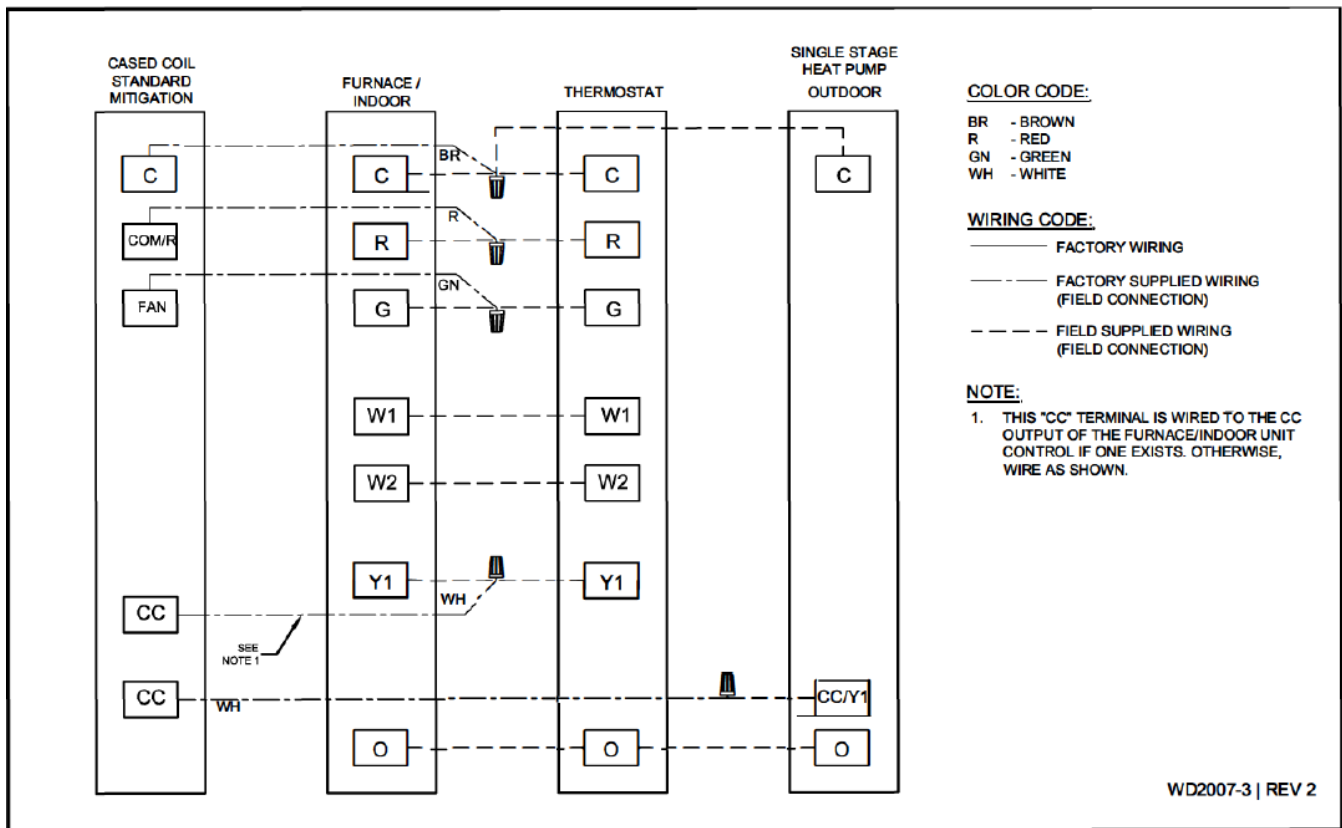 CASED COIL
STANDARD
MITIGATION
FURNACE /
INDOOR
THERMOSTAT
SINGLE STAGE
HEAT PUMP
OUTDOOR
C
COM/R
FAN
CC
CC
BR
R
GN
WH
WH
SEE
NOTE 1
C
R
G
W1
W2
Y1
O
C
R
G
W1
W2
Y1
O
C
CC/Y1
O
COLOR CODE:
BR - BROWN
R - RED
GN - GREEN
WH - WHITE
WIRING CODE:
FACTORY WIRING
FACTORY SUPPLIED WIRING
(FIELD CONNECTION)
FIELD SUPPLIED WIRING
(FIELD CONNECTION)
NOTE:
1. THIS "CC" TERMINAL IS WIRED TO THE CC
OUTPUT OF THE FURNACE/INDOOR UNIT
CONTROL IF ONE EXISTS. OTHERWISE,
WIRE AS SHOWN.
WD2007-3 | REV 2